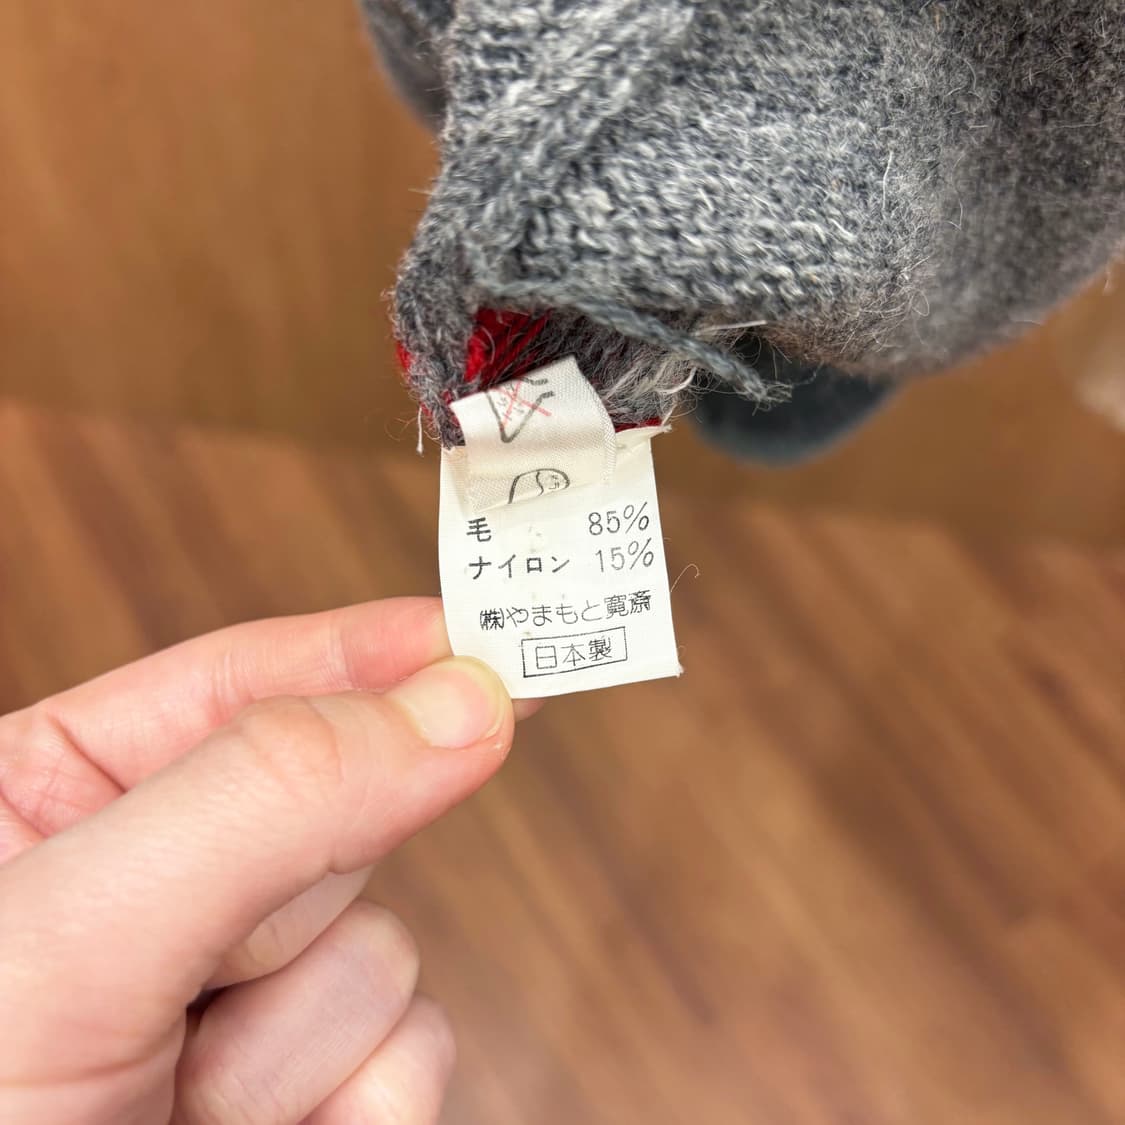 毛 85%
ナイロン 15%
㈱やまもと寛斎
日本製